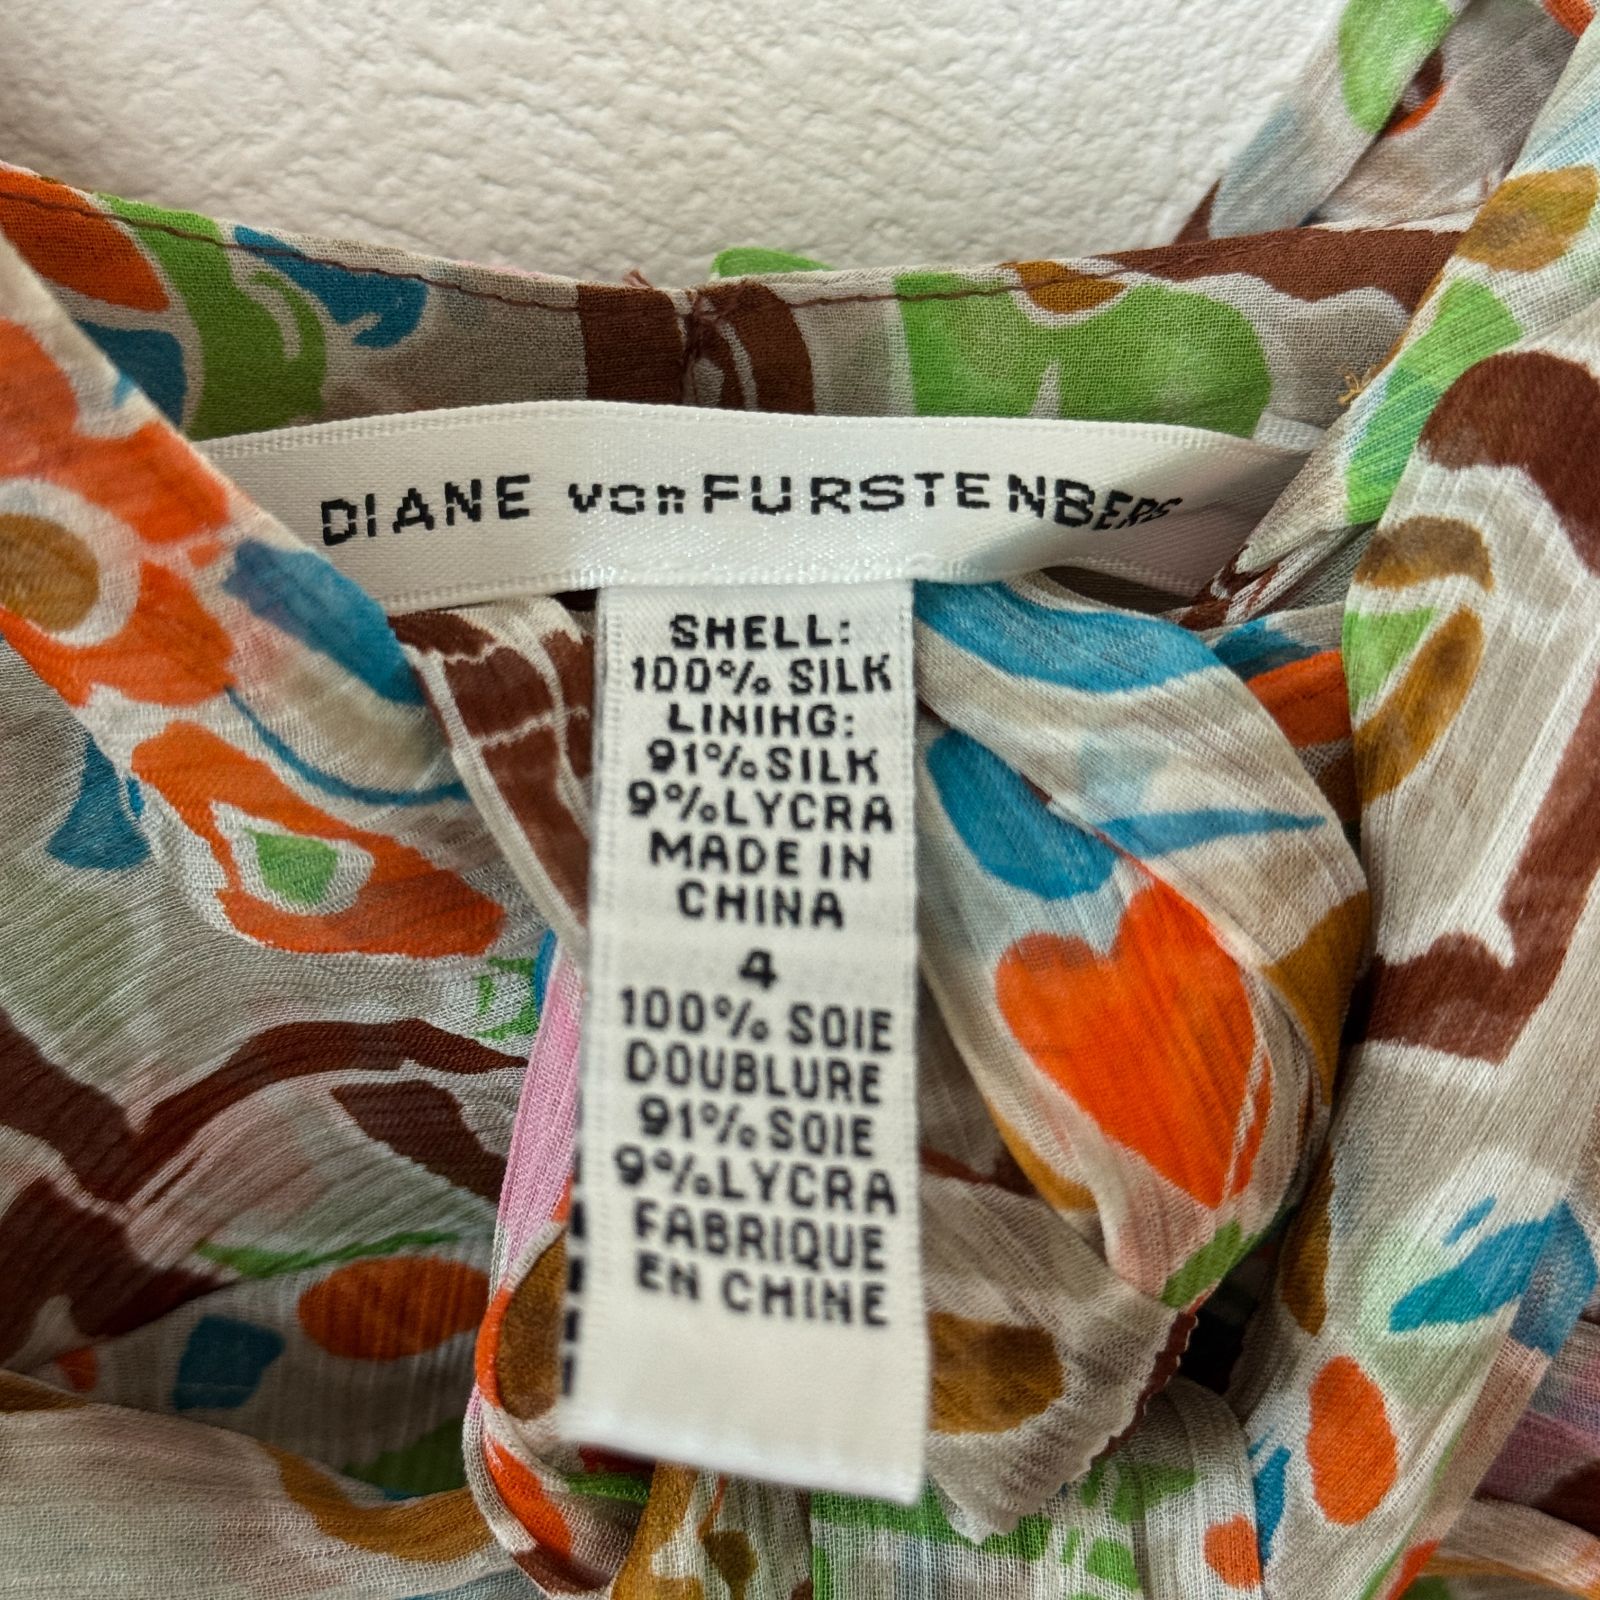 DIANE von FURSTENBERG
SHELL:
100% SILK
LINIHG:
91% SILK
9% LYCRA
MADE IN
CHINA
4
100% SOIE
DOUBLURE
91% SOIE
9% LYCRA
FABRIQUE
EN CHINE